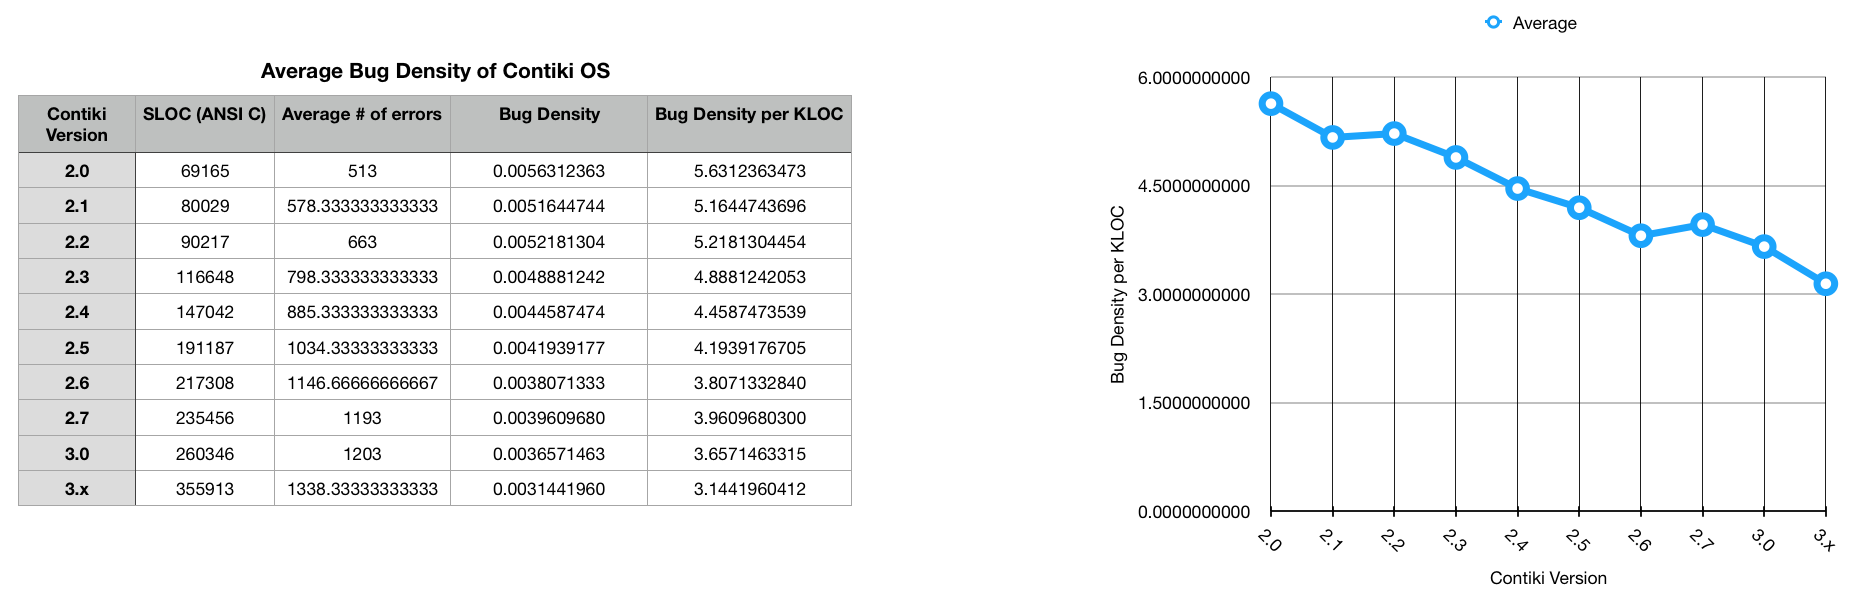 Average Bug Density of Contiki OS
Contiki Version SLOC (ANSI C) Average # of errors Bug Density Bug Density per KLOC
2.0 69165 513 0.0056312363 5.6312363473
2.1 80029 578.333333333333 0.0051644744 5.1644743696
2.2 90217 663 0.0052181304 5.2181304454
2.3 116648 798.333333333333 0.0048881242 4.8881242053
2.4 147042 885.333333333333 0.0044587474 4.4587473539
2.5 191187 1034.33333333333 0.0041939177 4.1939176705
2.6 217308 1146.66666666667 0.0038071333 3.8071332840
2.7 235456 1193 0.0039609680 3.9609680300
3.0 260346 1203 0.0036571463 3.6571463315
3.x 355913 1338.33333333333 0.0031441960 3.1441960412
Average
6.0000000000
4.5000000000
3.0000000000
1.5000000000
0.0000000000
Bug Density per KLOC
2.0 2.1 2.2 2.3 2.4 2.5 2.6 2.7 3.0 3.x
Contiki Version